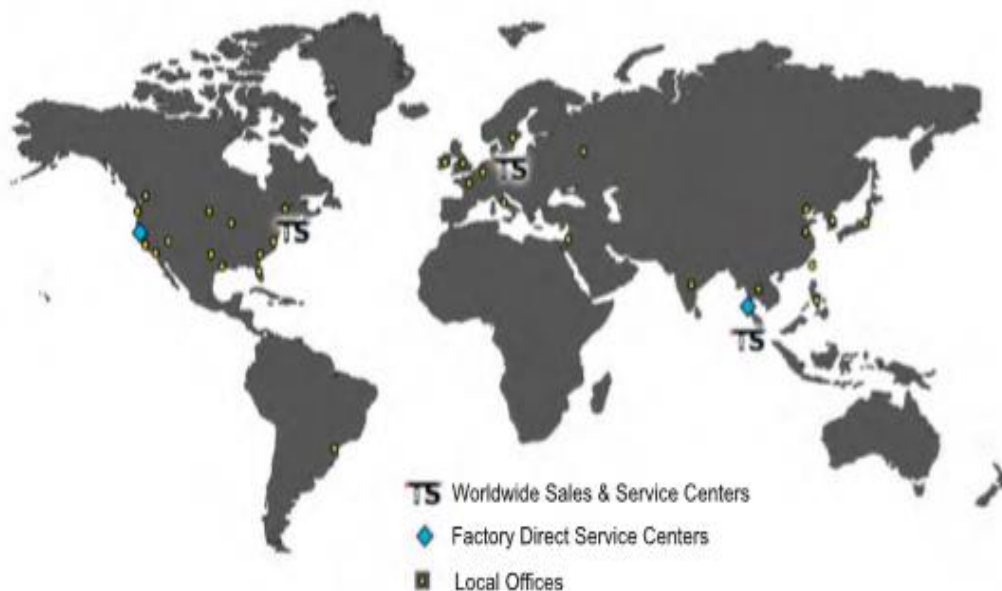 TS
TS
TS
TS Worldwide Sales & Service Centers
Factory Direct Service Centers
Local Offices